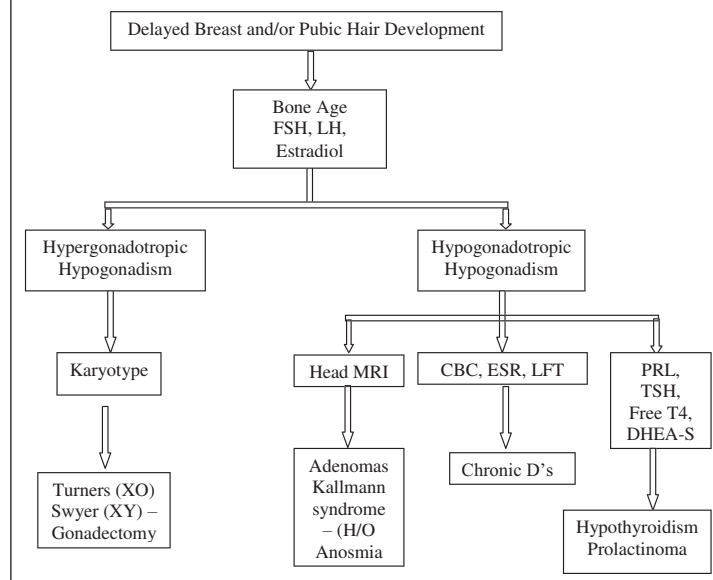 Delayed Breast and/or Pubic Hair Development
Bone Age
FSH, LH,
Estradiol
Hypergonadotropic
Hypogonadism
Hypogonadotropic
Hypogonadism
Karyotype
Head MRI
CBC, ESR, LFT
PRL,
TSH,
Free T4,
DHEA-S
Turners (XO)
Swyer (XY) –
Gonadectomy
Adenomas
Kallmann
syndrome
– (H/O
Anosmia
Chronic D's
Hypothyroidism
Prolactinoma